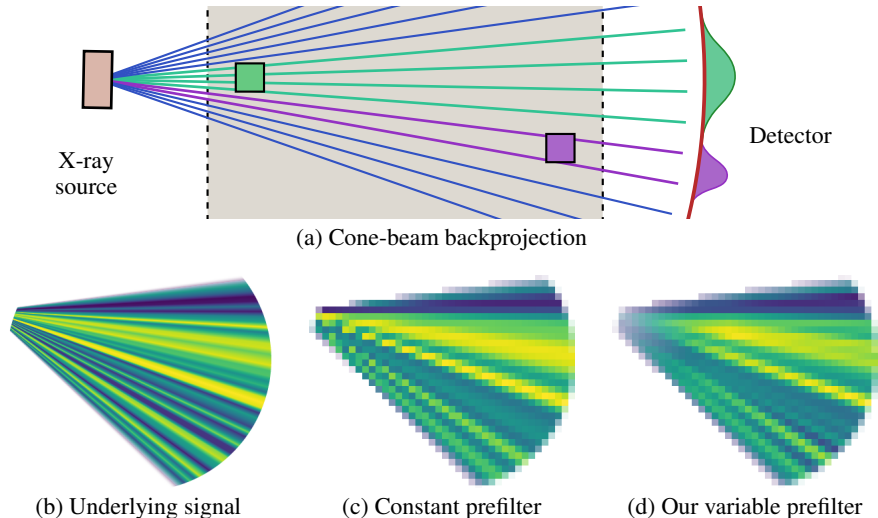 X-ray
source
Detector
(a) Cone-beam backprojection
(b) Underlying signal
(c) Constant prefilter
(d) Our variable prefilter